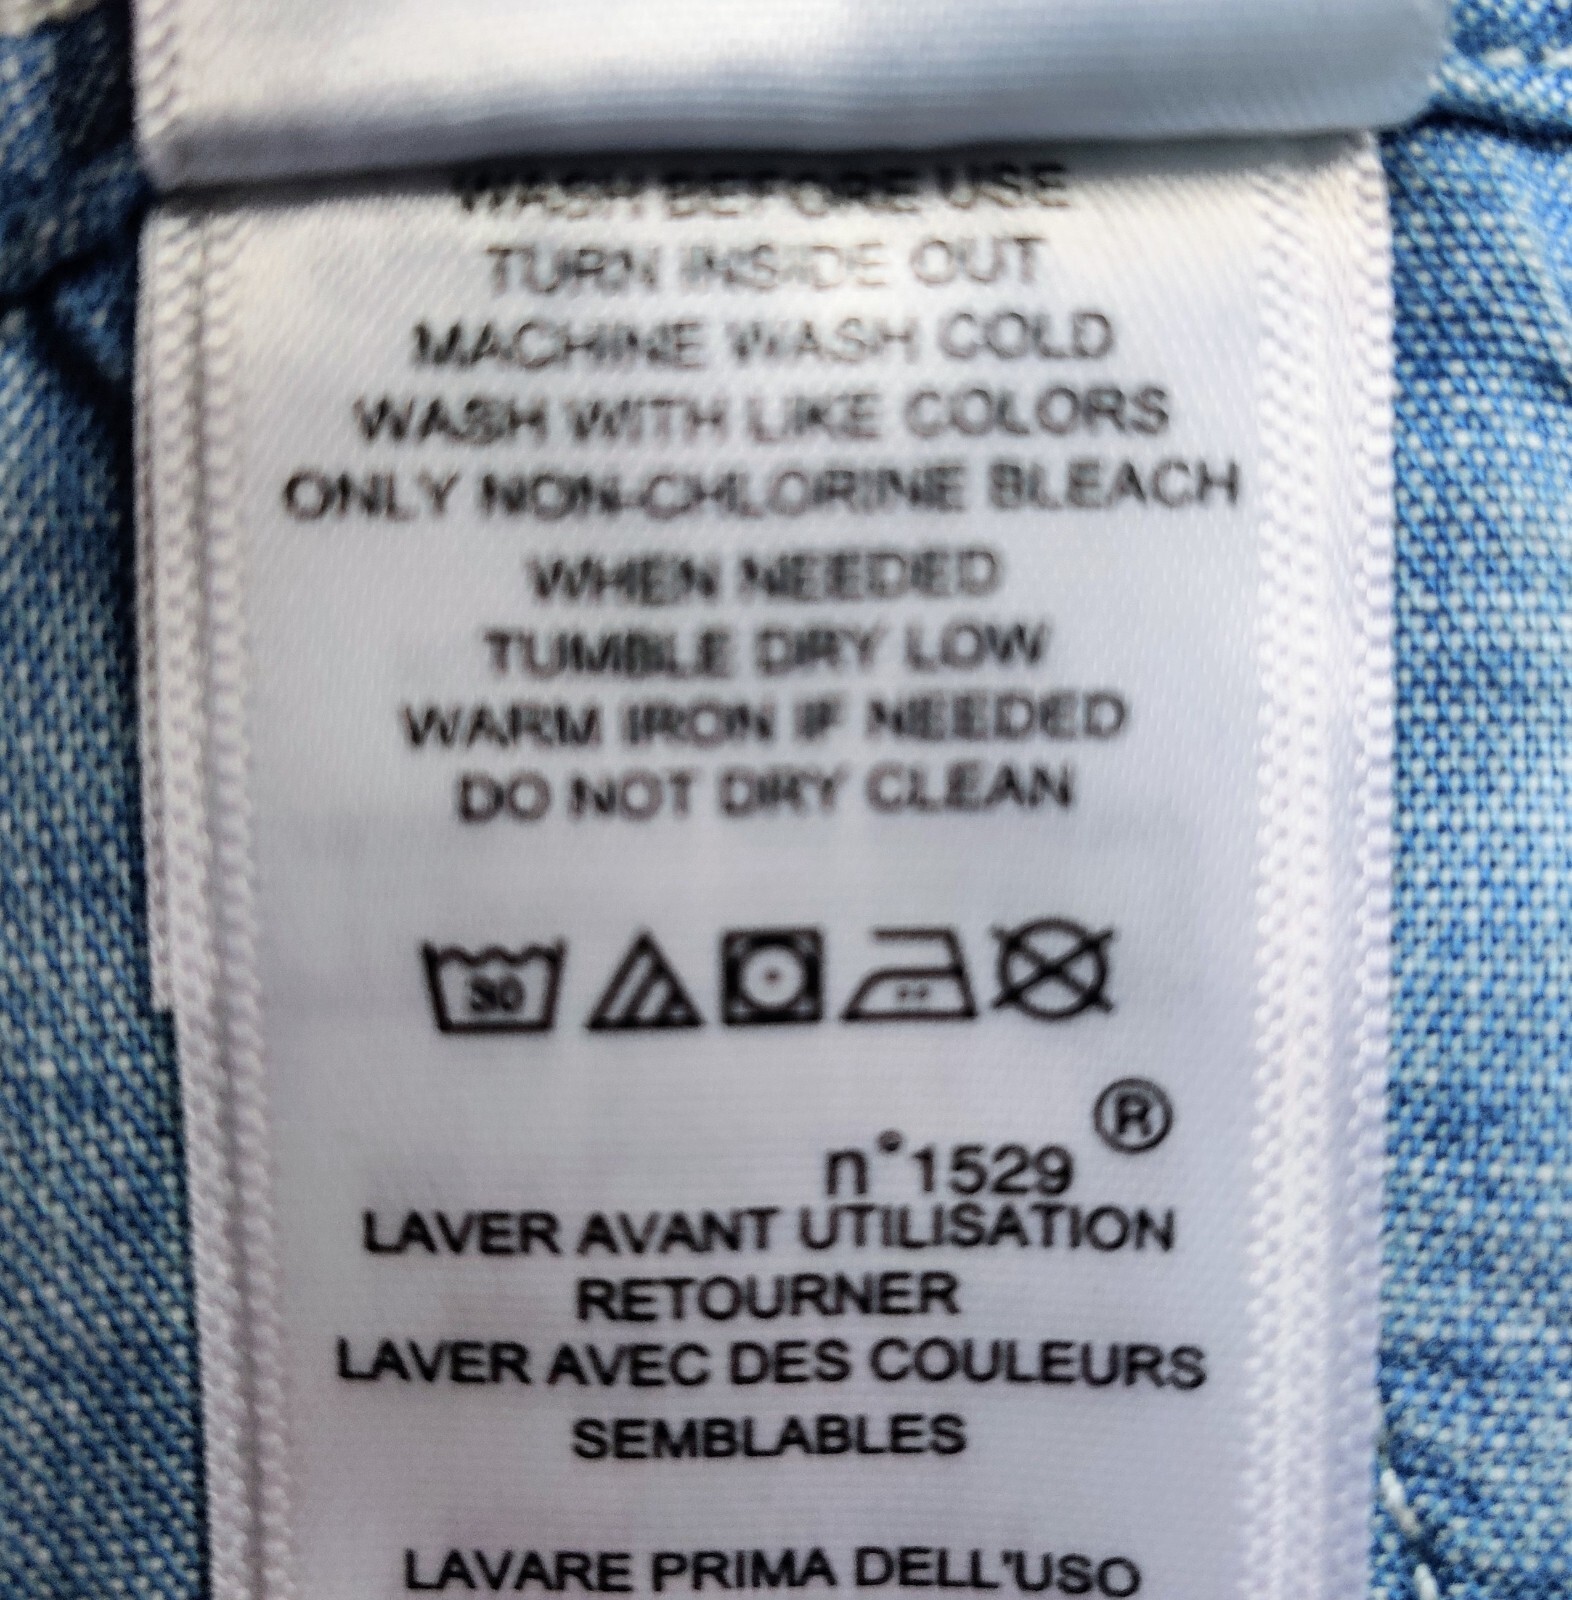 WASH BEFORE USE
TURN INSIDE OUT
MACHINE WASH COLD
WASH WITH LIKE COLORS
ONLY NON-CHLORINE BLEACH
WHEN NEEDED
TUMBLE DRY LOW
WARM IRON IF NEEDED
DO NOT DRY CLEAN
30
®
n°1529
LAVER AVANT UTILISATION
RETOURNER
LAVER AVEC DES COULEURS
SEMBLABLES
LAVARE PRIMA DELL'USO